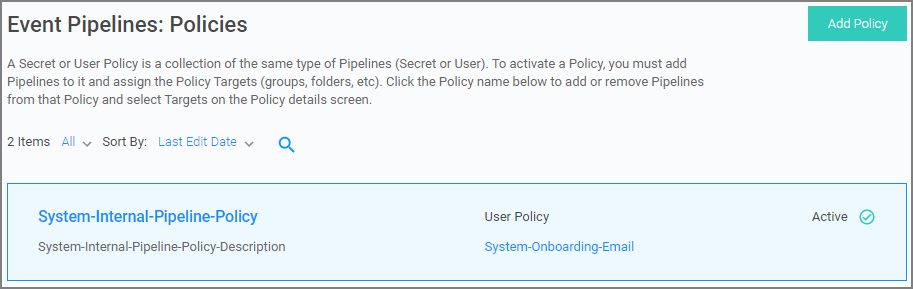 Event Pipelines: Policies
Add Policy
A Secret or User Policy is a collection of the same type of Pipelines (Secret or User). To activate a Policy, you must add
Pipelines to it and assign the Policy Targets (groups, folders, etc). Click the Policy name below to add or remove Pipelines
from that Policy and select Targets on the Policy details screen.
2 Items All Sort By: Last Edit Date
System-Internal-Pipeline-Policy User Policy Active
System-Internal-Pipeline-Policy-Description System-Onboarding-Email